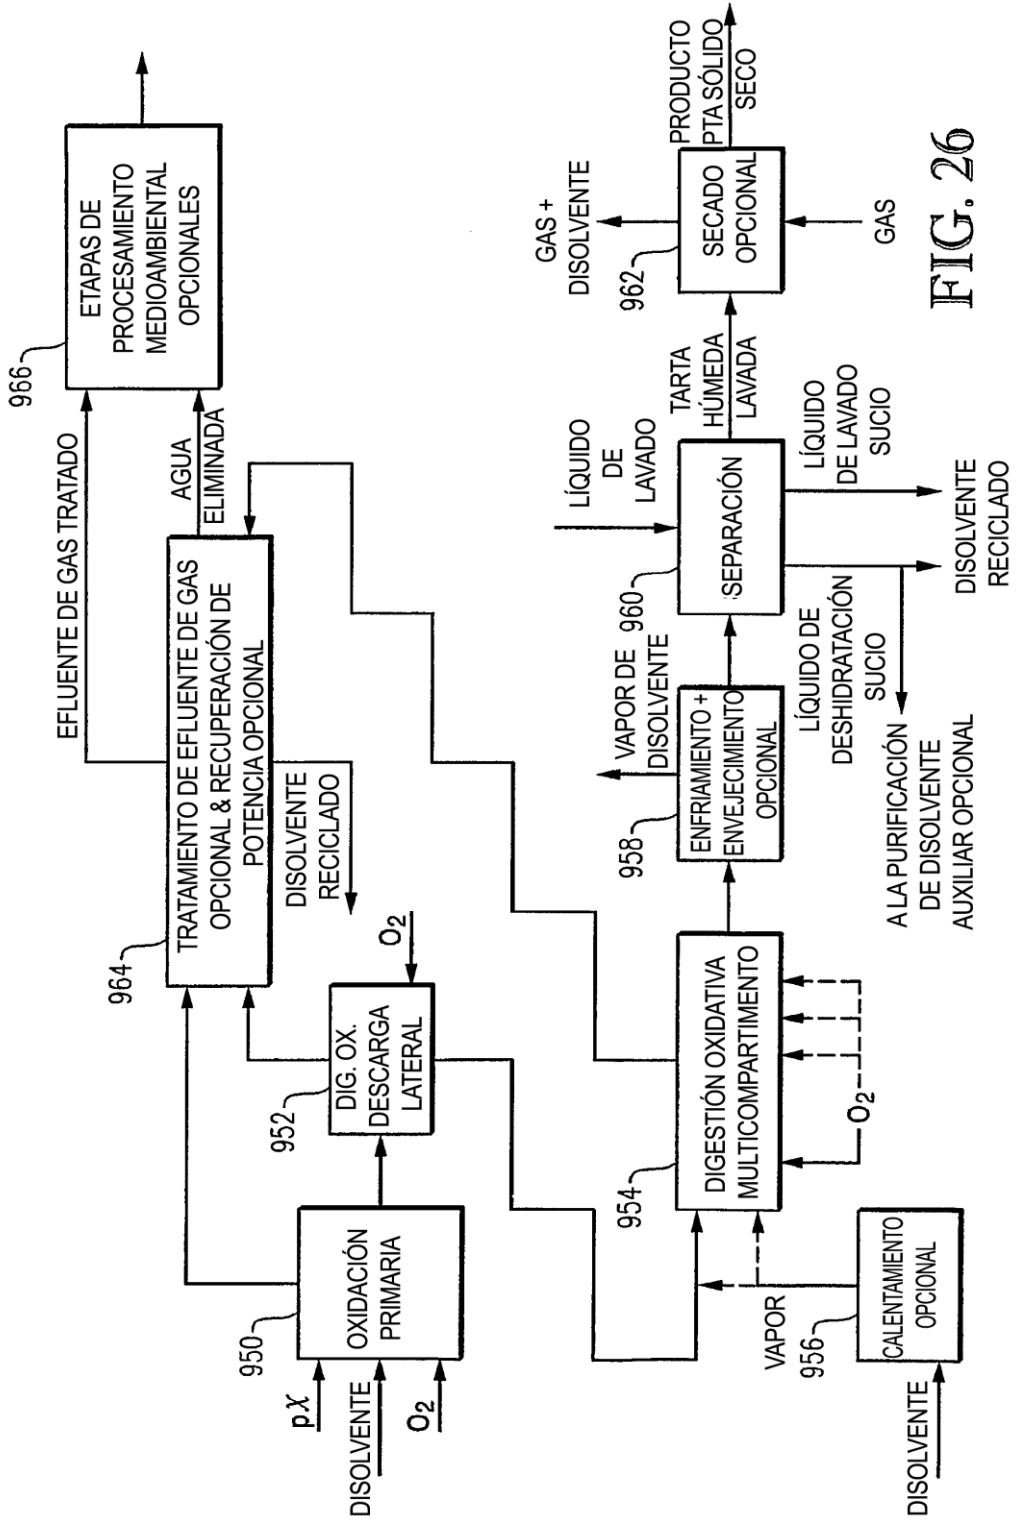 966
ETAPAS DE
PROCESAMIENTO
MEDIOAMBIENTAL
OPCIONALES
EFLUENTE DE GAS TRATADO
AGUA
ELIMINADA
964
TRATAMIENTO DE EFLUENTE DE GAS
OPCIONAL & RECUPERACIÓN DE
POTENCIA OPCIONAL
DISOLVENTE
RECICLADO
O2
952
DIG. OX.
DESCARGA
LATERAL
950
OXIDACIÓN
PRIMARIA
pX
DISOLVENTE
O2
954
DIGESTIÓN OXIDATIVA
MULTICOMPARTIMENTO
O2
VAPOR
956
CALENTAMIENTO
OPCIONAL
DISOLVENTE
958
ENFRIAMIENTO +
ENVEJECIMIENTO
OPCIONAL
VAPOR DE
DISOLVENTE
960
SEPARACIÓN
LÍQUIDO
DE
LAVADO
LÍQUIDO DE
DESHIDRATACIÓN
SUCIO
A LA PURIFICACIÓN
DE DISOLVENTE
AUXILIAR OPCIONAL
LÍQUIDO
DE LAVADO
SUCIO
DISOLVENTE
RECICLADO
TARTA
HÚMEDA
LAVADA
962
SECADO
OPCIONAL
GAS +
DISOLVENTE
GAS
PRODUCTO
PTA SÓLIDO
SECO
FIG. 26